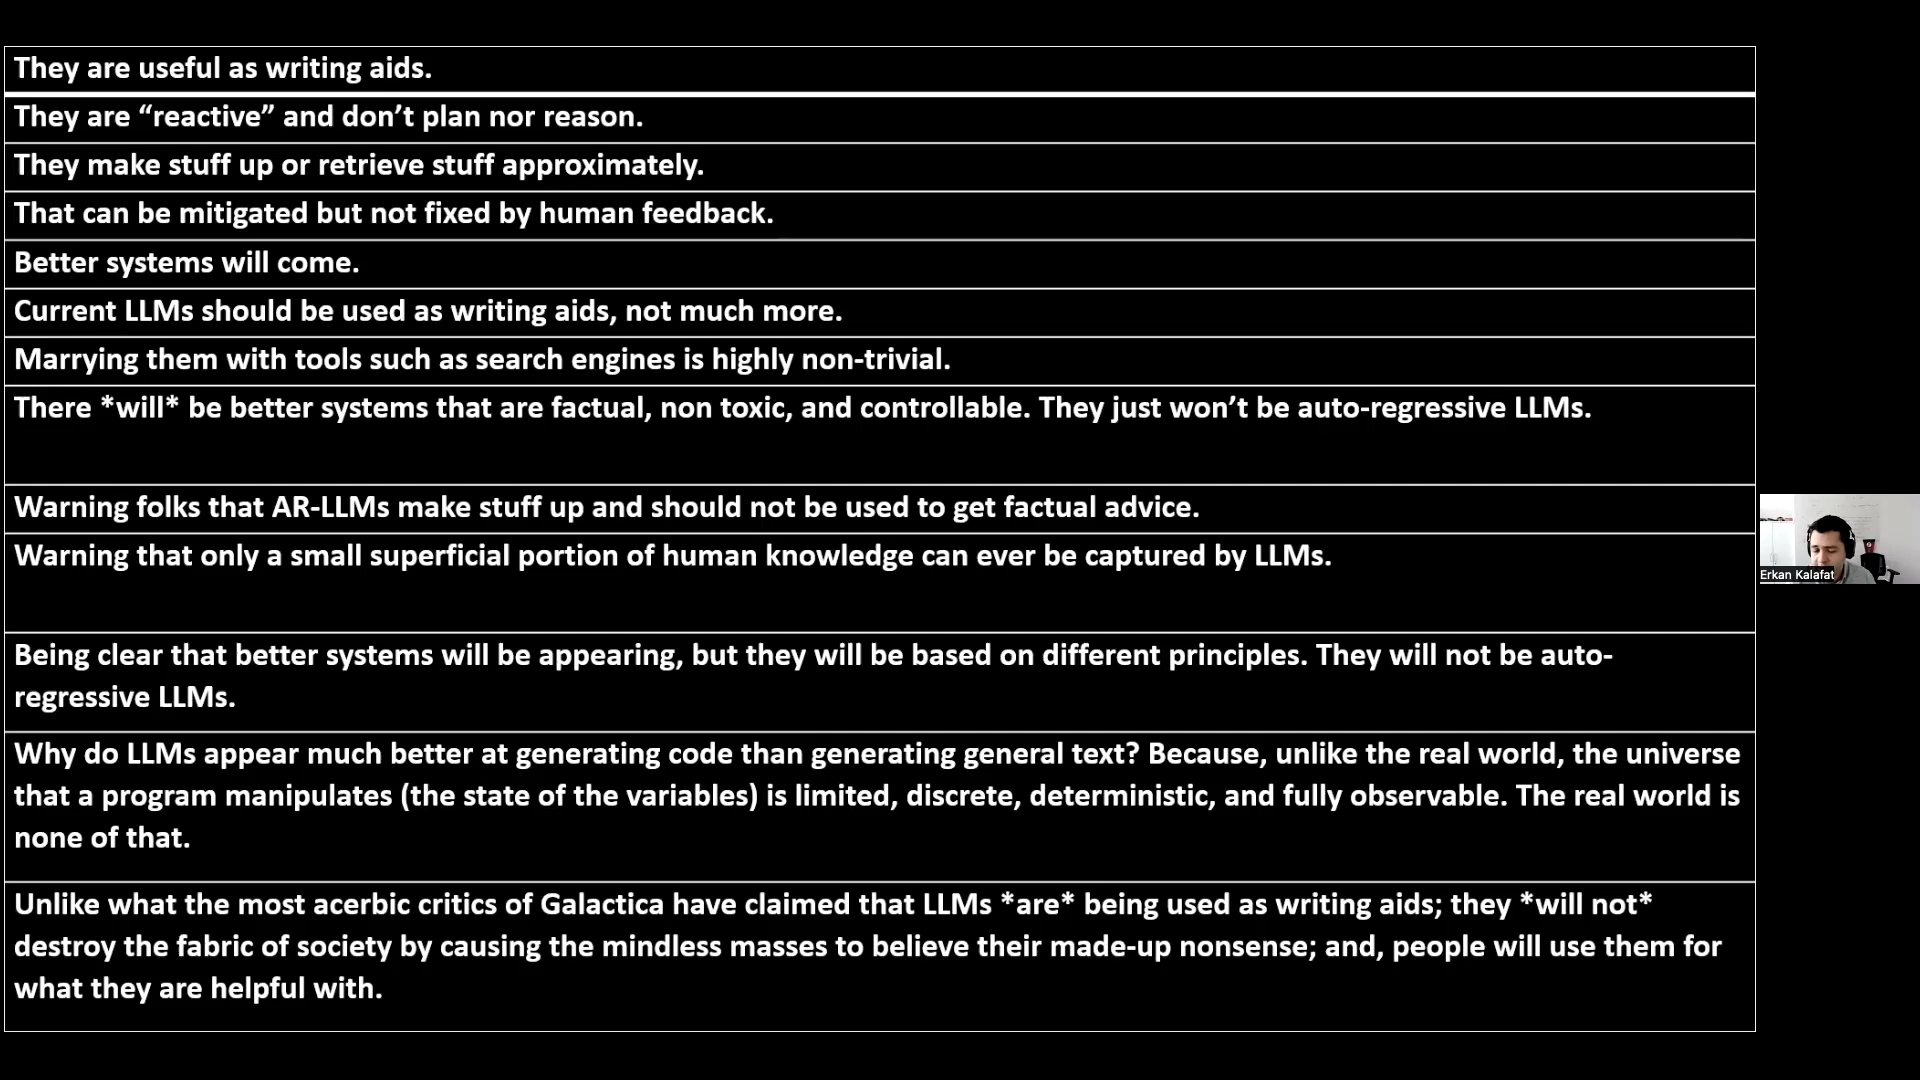 They are useful as writing aids.
They are “reactive” and don’t plan nor reason.
They make stuff up or retrieve stuff approximately.
That can be mitigated but not fixed by human feedback.
Better systems will come.
Current LLMs should be used as writing aids, not much more.
Marrying them with tools such as search engines is highly non-trivial.
There *will* be better systems that are factual, non toxic, and controllable. They just won’t be auto-regressive LLMs.
Warning folks that AR-LLMs make stuff up and should not be used to get factual advice.
Warning that only a small superficial portion of human knowledge can ever be captured by LLMs.
Erkan Kalafat
Being clear that better systems will be appearing, but they will be based on different principles. They will not be auto-
regressive LLMs.
Why do LLMs appear much better at generating code than generating general text? Because, unlike the real world, the universe
that a program manipulates (the state of the variables) is limited, discrete, deterministic, and fully observable. The real world is
none of that.
Unlike what the most acerbic critics of Galactica have claimed that LLMs *are* being used as writing aids; they *will not*
destroy the fabric of society by causing the mindless masses to believe their made-up nonsense; and, people will use them for
what they are helpful with.